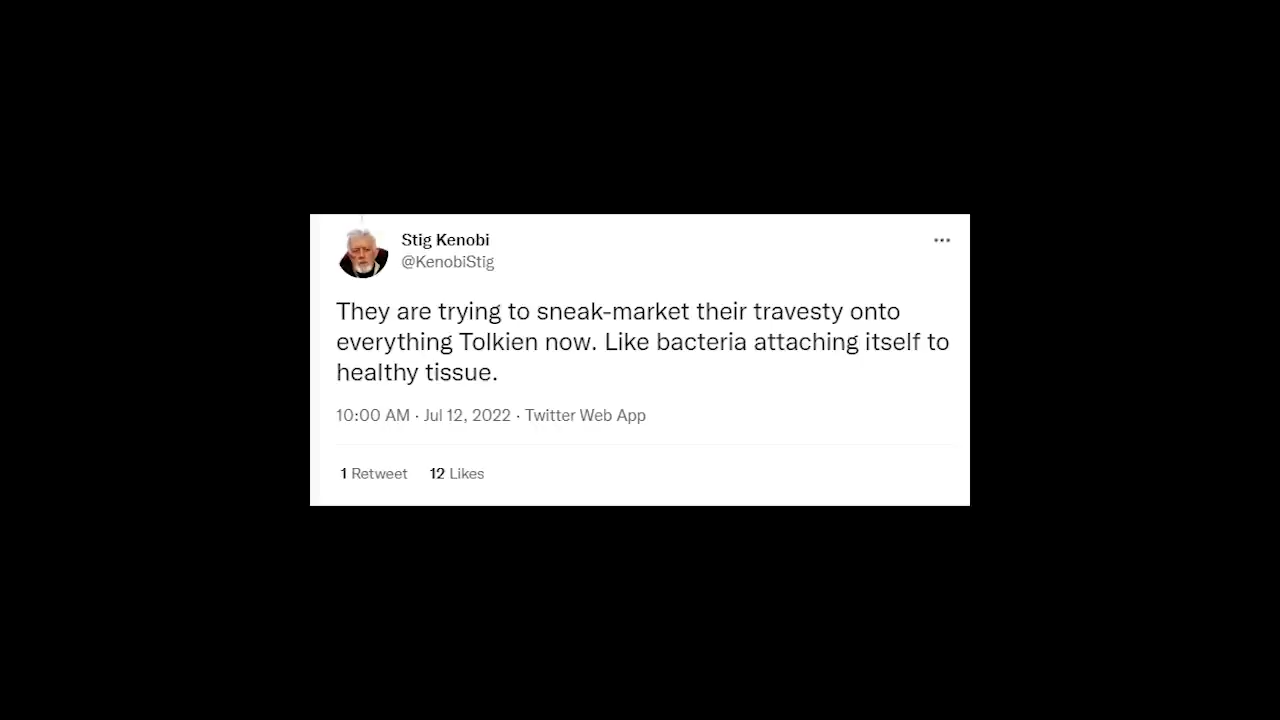 Stig Kenobi
@KenobiStig
They are trying to sneak-market their travesty onto
everything Tolkien now. Like bacteria attaching itself to
healthy tissue.
10:00 AM · Jul 12, 2022 · Twitter Web App
1 Retweet 12 Likes